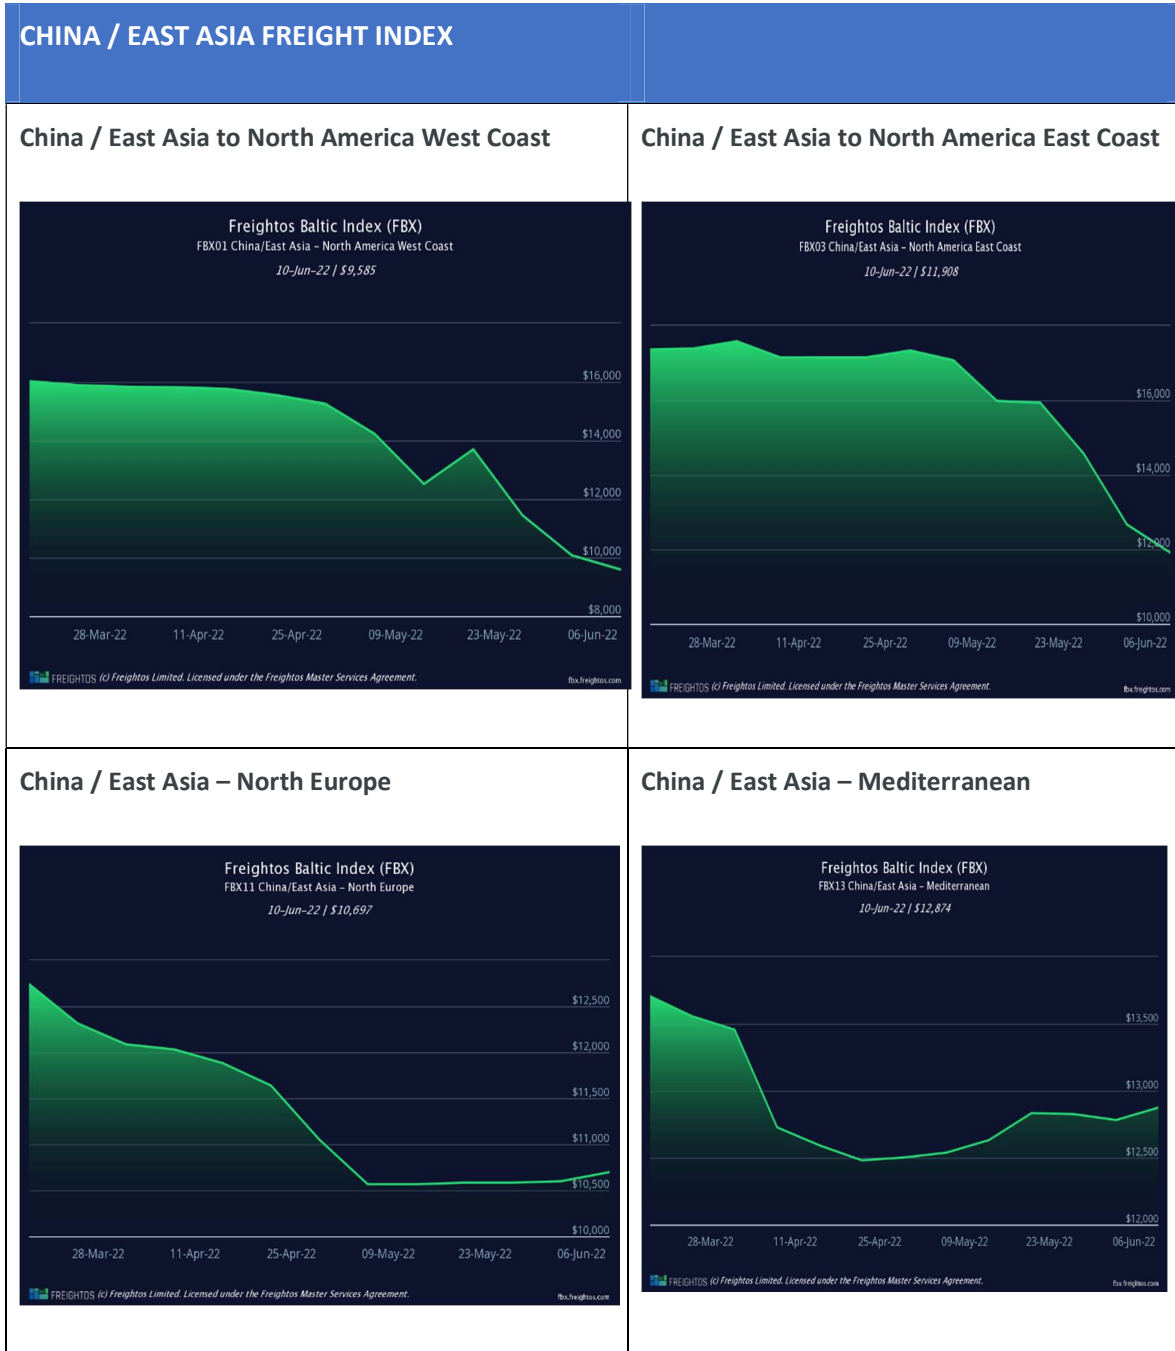 CHINA / EAST ASIA FREIGHT INDEX
China / East Asia to North America West Coast
Freightos Baltic Index (FBX)
FBX01 China/East Asia – North America West Coast
10-Jun-22 | $9,585
$16,000
$14,000
$12,000
$10,000
$8,000
28-Mar-22 11-Apr-22 25-Apr-22 09-May-22 23-May-22 06-Jun-22
FREIGHTOS (c) Freightos Limited. Licensed under the Freightos Master Services Agreement. fbx.freightos.com
China / East Asia to North America East Coast
Freightos Baltic Index (FBX)
FBX03 China/East Asia – North America East Coast
10-Jun-22 | $11,908
$16,000
$14,000
$12,000
$10,000
28-Mar-22 11-Apr-22 25-Apr-22 09-May-22 23-May-22 06-Jun-22
FREIGHTOS (c) Freightos Limited. Licensed under the Freightos Master Services Agreement. fbx.freightos.com
China / East Asia – North Europe
Freightos Baltic Index (FBX)
FBX11 China/East Asia – North Europe
10-Jun-22 | $10,697
$12,500
$12,000
$11,500
$11,000
$10,500
$10,000
28-Mar-22 11-Apr-22 25-Apr-22 09-May-22 23-May-22 06-Jun-22
FREIGHTOS (c) Freightos Limited. Licensed under the Freightos Master Services Agreement. fbx.freightos.com
China / East Asia – Mediterranean
Freightos Baltic Index (FBX)
FBX13 China/East Asia – Mediterranean
10-Jun-22 | $12,874
$13,500
$13,000
$12,500
$12,000
28-Mar-22 11-Apr-22 25-Apr-22 09-May-22 23-May-22 06-Jun-22
FREIGHTOS (c) Freightos Limited. Licensed under the Freightos Master Services Agreement. fbx.freightos.com